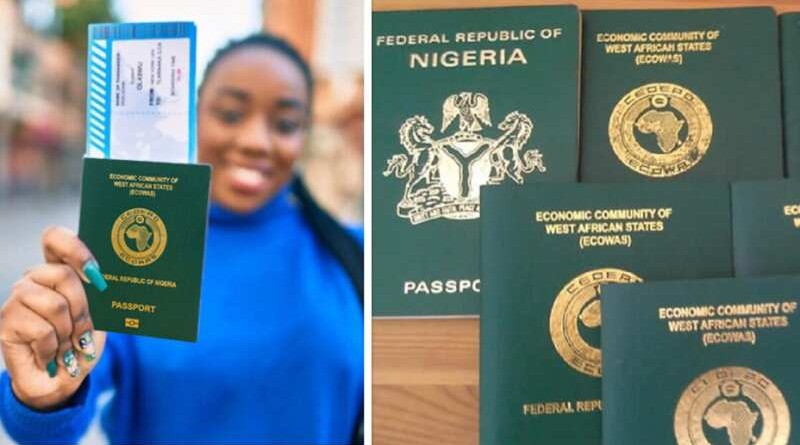 ECONOMIC COMMUNITY OF
WEST AFRICAN STATES
(ECOWAS)
CEDEAO
ECOWAS
FEDERAL REPUBLIC OF NIGERIA
PASSPORT
FEDERAL REPUBLIC OF
NIGERIA
PASSPO
ECONOMIC COMMUNITY OF
WEST AFRICAN STATES
(ECOWAS)
CEDEAO
ECOWAS
ECONOMIC COMMUNITY OF
WEST AFRICAN STATES
(ECOWAS)
CEDEAO
FEDERAL REPU
ECONOMIC COMMUNITY OF
WEST AFRICAN STATES
(ECOWAS)